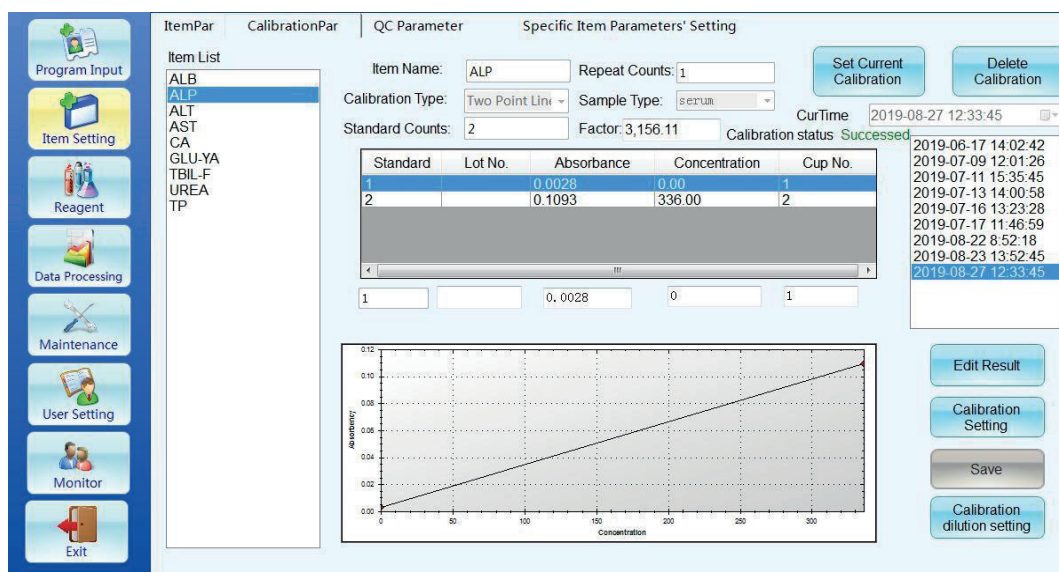 ItemPar CalibrationPar QC Parameter Specific Item Parameters' Setting
Program Input
Item Setting
Reagent
Data Processing
Maintenance
User Setting
Monitor
Exit
Item List
ALB
ALP
ALT
AST
CA
GLU-YA
TBIL-F
UREA
TP
Item Name: ALP Repeat Counts: 1
Calibration Type: Two Point Line Sample Type: serum
Standard Counts: 2 Factor: 3,156.11
Set Current Calibration
Delete Calibration
CurTime 2019-08-27 12:33:45
Calibration status Successed
Standard Lot No. Absorbance Concentration Cup No.
1 0.0028 0.00 1
2 0.1093 336.00 2
1 0.0028 0 1
2019-06-17 14:02:42
2019-07-09 12:01:26
2019-07-11 15:35:45
2019-07-13 14:00:58
2019-07-16 13:23:28
2019-07-17 11:46:59
2019-08-22 8:52:18
2019-08-23 13:52:45
2019-08-27 12:33:45
Absorbency
0.12
0.10
0.08
0.06
0.04
0.02
0.00
0 50 100 150 200 250 300
Concentration
Edit Result
Calibration
Setting
Save
Calibration
dilution setting